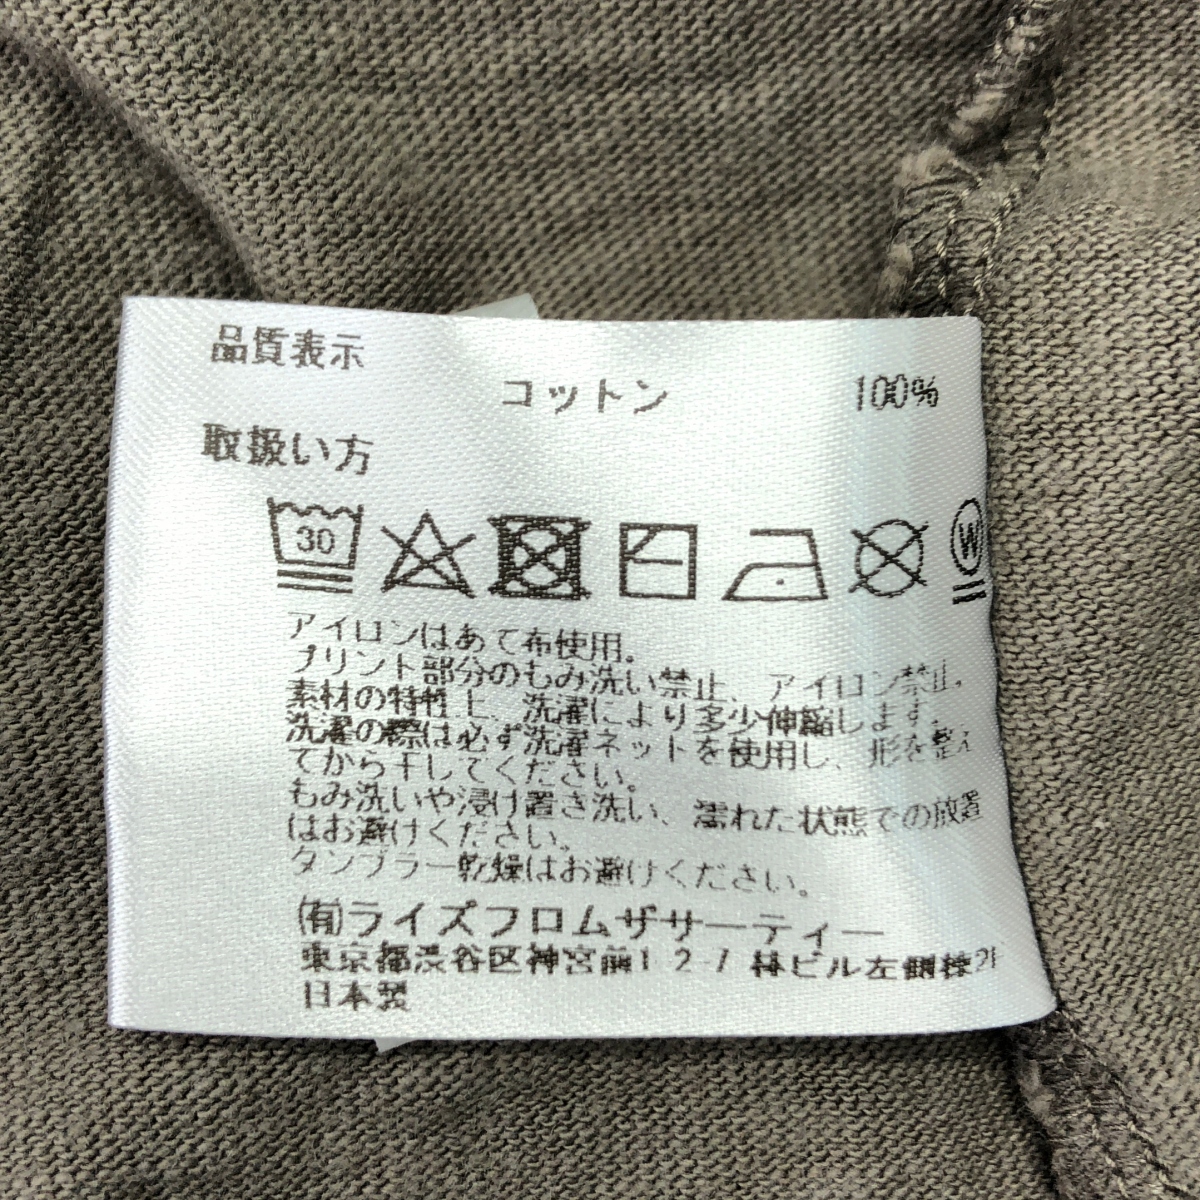 品質表示
コットン 100%
取扱い方
30
W
アイロンはあて布使用。
プリント部分のもみ洗い禁止、アイロン禁止。
素材の特性上、洗濯により多少伸縮します。
洗濯の際は必ず洗濯ネットを使用し、形を整え
てから干してください。
もみ洗いや浸け置き洗い、濡れた状態での放置
はお避けください。
タンブラー乾燥はお避けください。
(有)ライズフロムザサーティー
東京都渋谷区神宮前1-2-7 林ビル左側棟2F
日本製